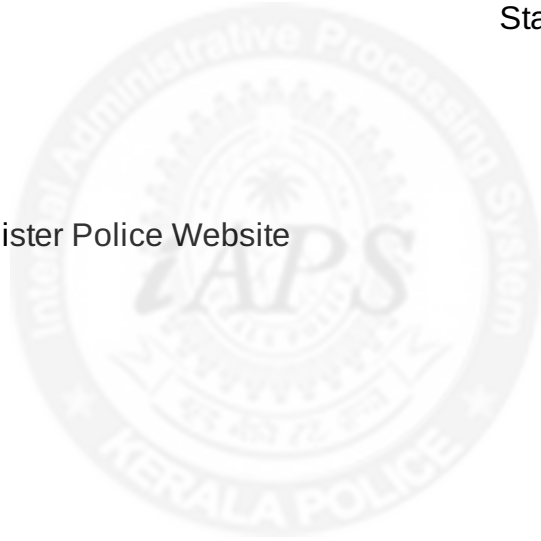 Sta
ister Police Website
Internal Administrative Processing System
iAPS
KERALA POLICE